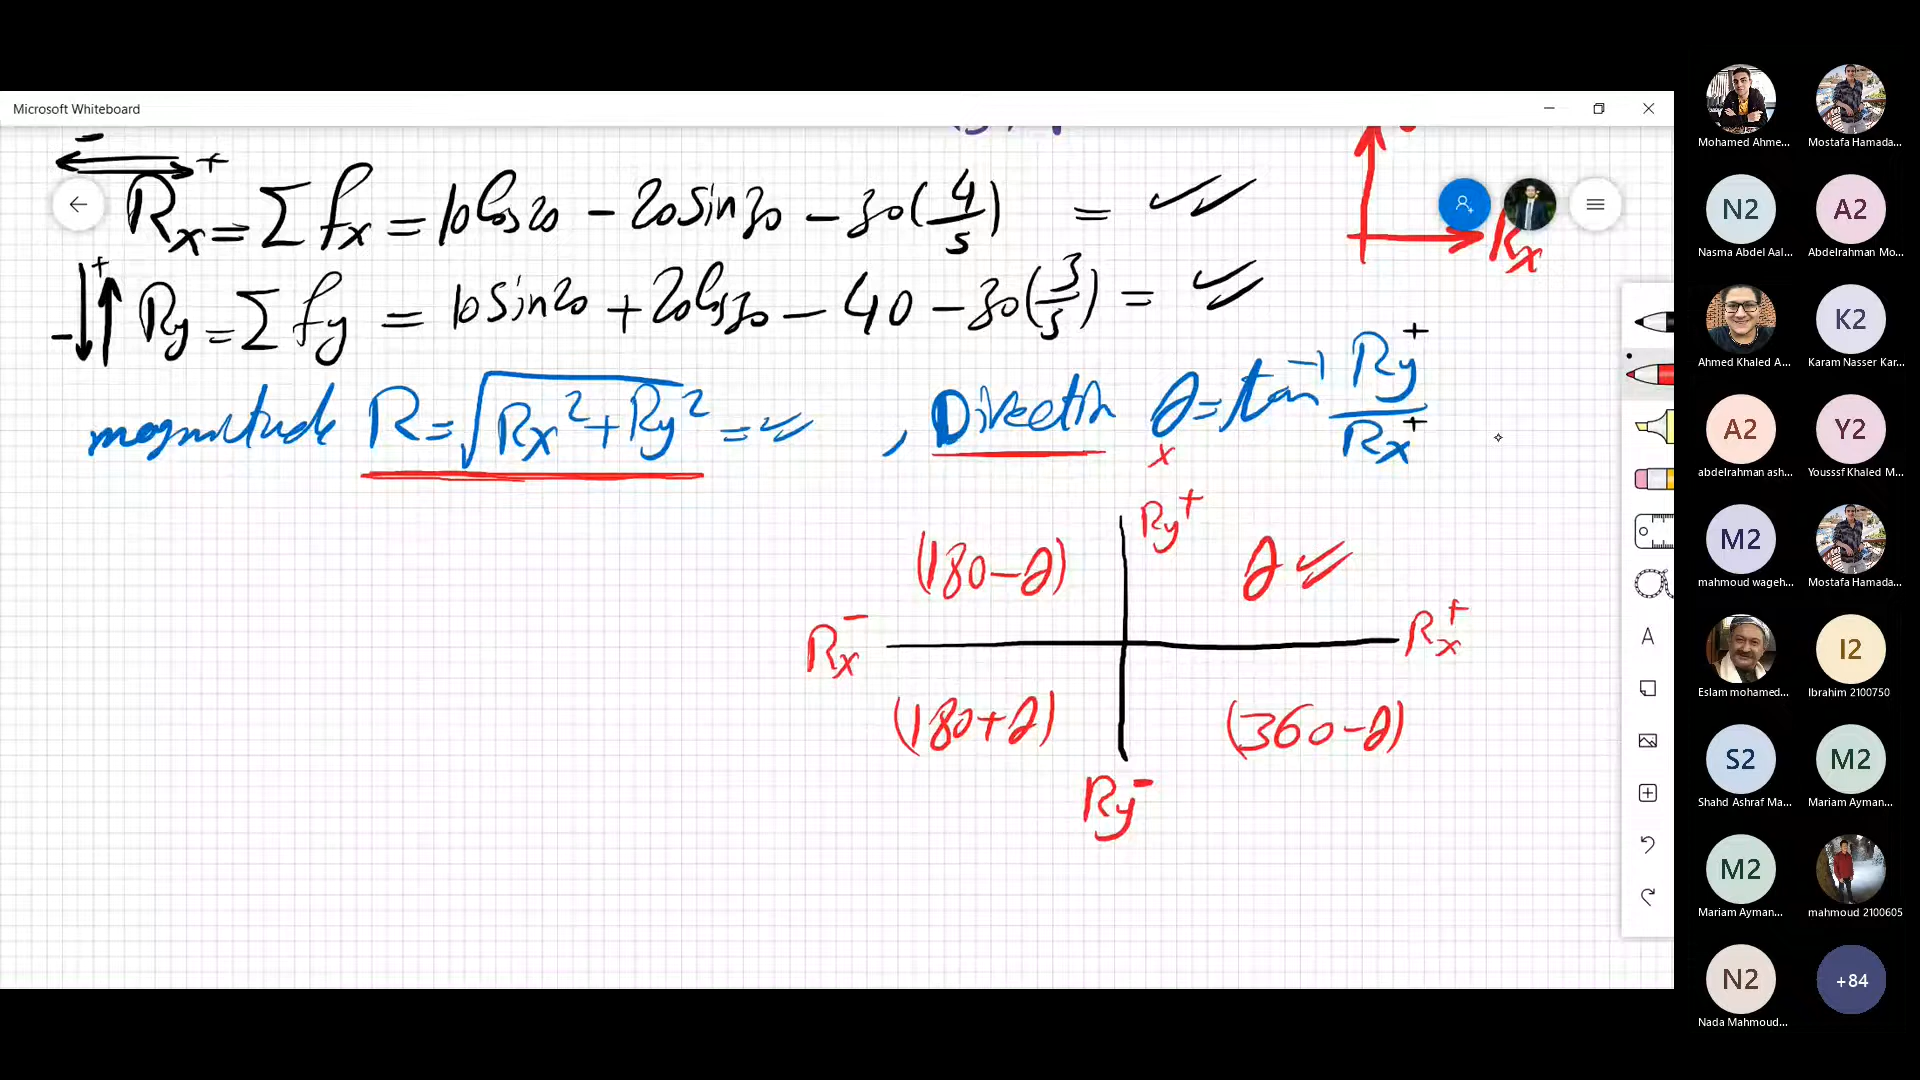 Microsoft Whiteboard
- +
Rx = Σ fx = 10 Cos 20 - 20 sin 30 - 30 (4/5) =
Rx
+ - Ry = Σ fy = 10 sin 20 + 20 Cos 30 - 40 - 30 (3/5) =
magnitude R = √Rx² + Ry² = , Direction θx = tan⁻¹ Ry⁺/Rx⁺
Ry⁺
(180-θ) θ
Rx⁻ Rx⁺
(180+θ) (360-θ)
Ry⁻
A
Mohamed Ahme... Mostafa Hamada...
N2 A2
Nasma Abdel Aal... Abdelrahman Mo...
K2
Ahmed Khaled A... Karam Nasser Kar...
A2 Y2
abdelrahman ash... Yousssf Khaled M...
M2
mahmoud wageh... Mostafa Hamada...
I2
Eslam mohamed... Ibrahim 2100750
S2 M2
Shahd Ashraf Ma... Mariam Ayman...
M2
Mariam Ayman... mahmoud 2100605
N2 +84
Nada Mahmoud...